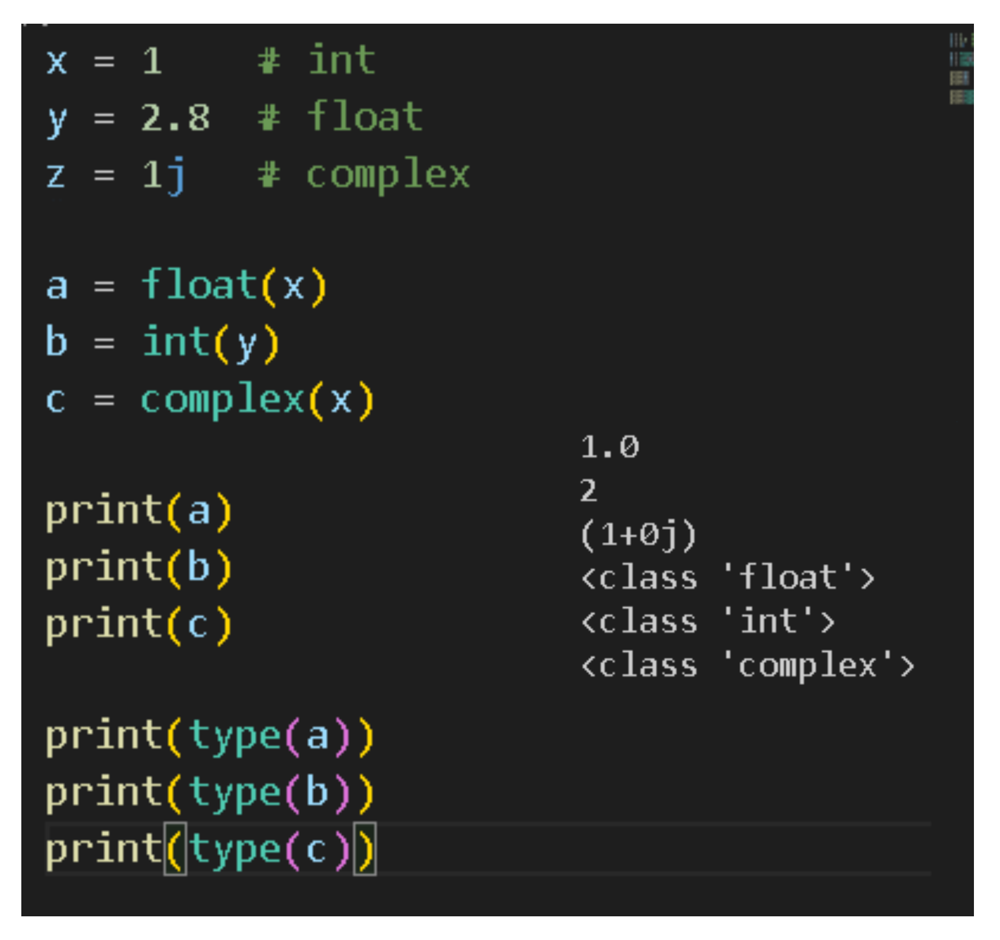 x = 1   # int
y = 2.8  # float
z = 1j   # complex
a = float(x)
b = int(y)
c = complex(x)
print(a)
print(b)
print(c)
print(type(a))
print(type(b))
print(type(c))
1.0
2
(1+0j)
<class 'float'>
<class 'int'>
<class 'complex'>